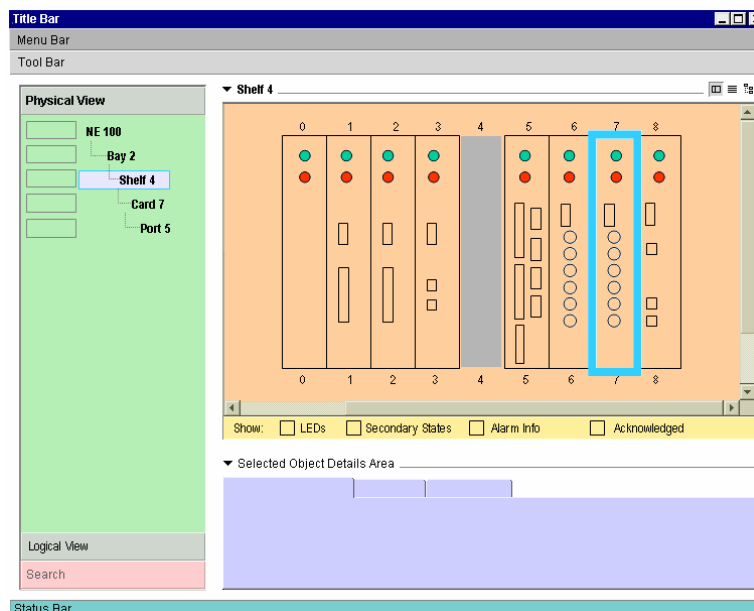 Title Bar
Menu Bar
Tool Bar
Physical View
NE 100
Bay 2
Shelf 4
Card 7
Port 5
Logical View
Search
Shelf 4
0 1 2 3 4 5 6 7 8
0 1 2 3 4 5 6 7 8
Show: LEDs Secondary States Alarm Info Acknowledged
Selected Object Details Area
Status Bar